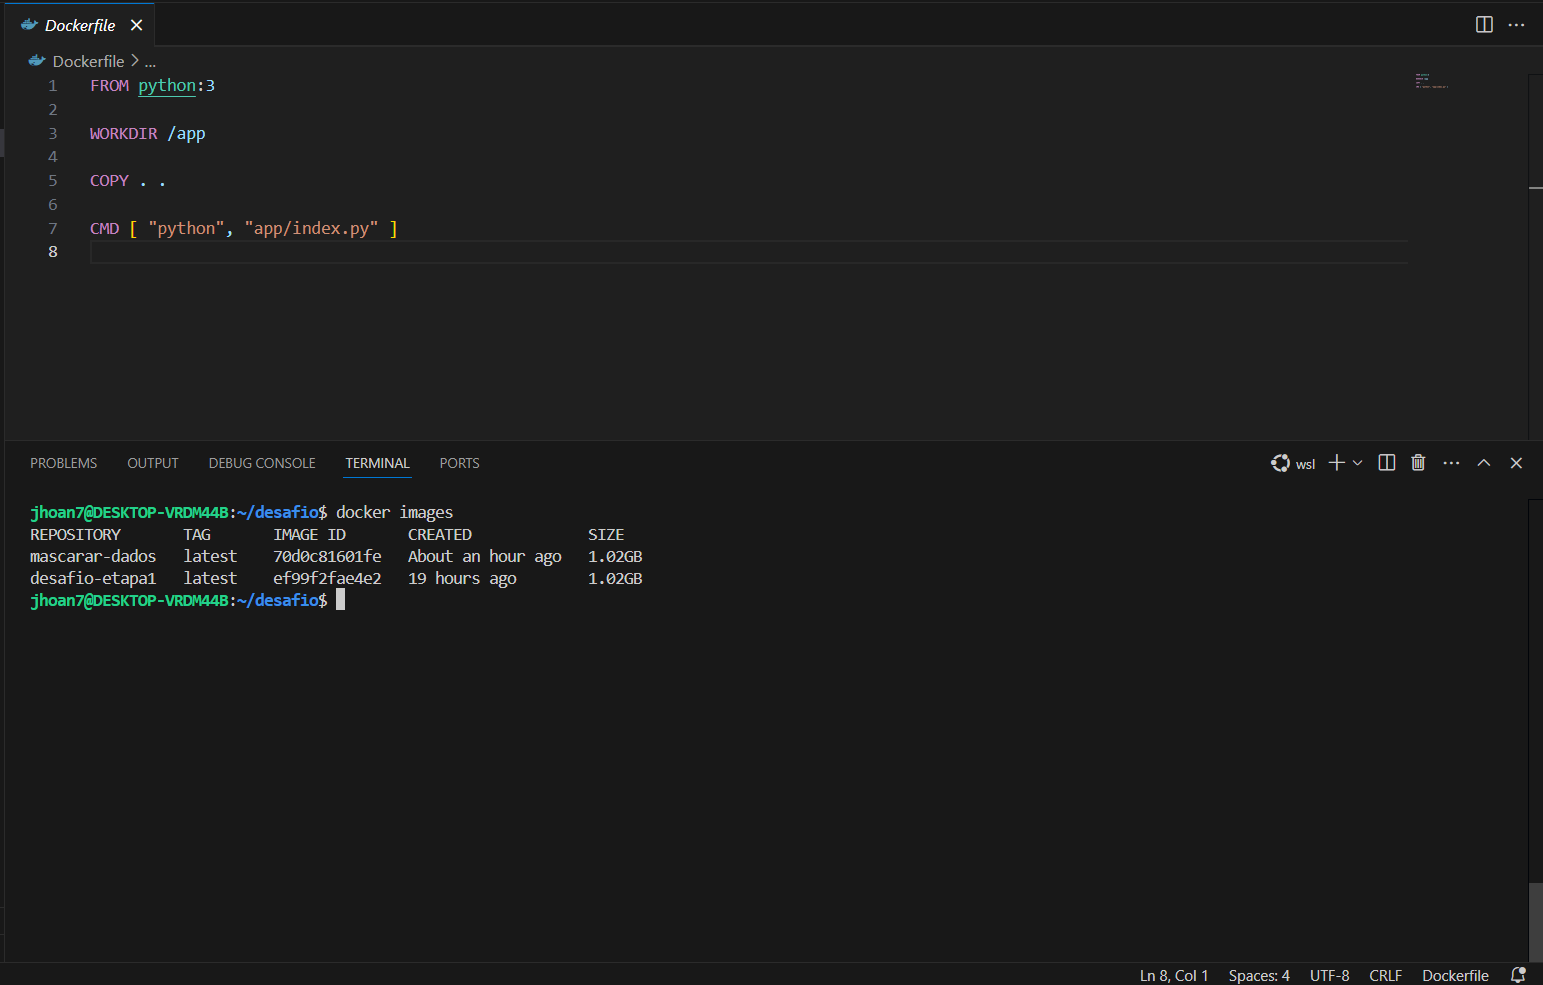 Dockerfile
Dockerfile > ...
1 FROM python:3
2
3 WORKDIR /app
4
5 COPY . .
6
7 CMD [ "python", "app/index.py" ]
8
PROBLEMS OUTPUT DEBUG CONSOLE TERMINAL PORTS wsl
jhoan7@DESKTOP-VRDM44B:~/desafio$ docker images
REPOSITORY TAG IMAGE ID CREATED SIZE
mascarar-dados latest 70d0c81601fe About an hour ago 1.02GB
desafio-etapa1 latest ef99f2fae4e2 19 hours ago 1.02GB
jhoan7@DESKTOP-VRDM44B:~/desafio$
Ln 8, Col 1 Spaces: 4 UTF-8 CRLF Dockerfile